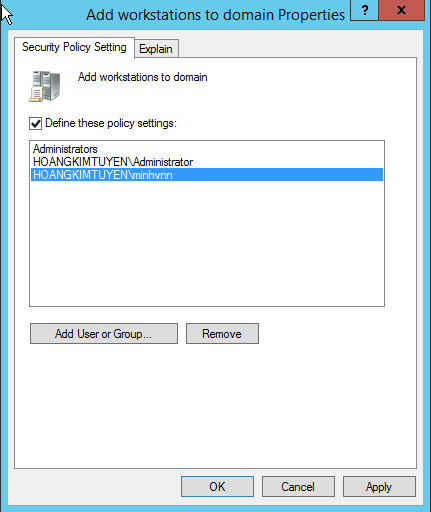 Add workstations to domain Properties
?
x
Security Policy Setting
Explain
Add workstations to domain
Define these policy settings:
Administrators
HOANGKIMTUYEN\Administrator
HOANGKIMTUYEN\minhvnn
Add User or Group...
Remove
OK
Cancel
Apply